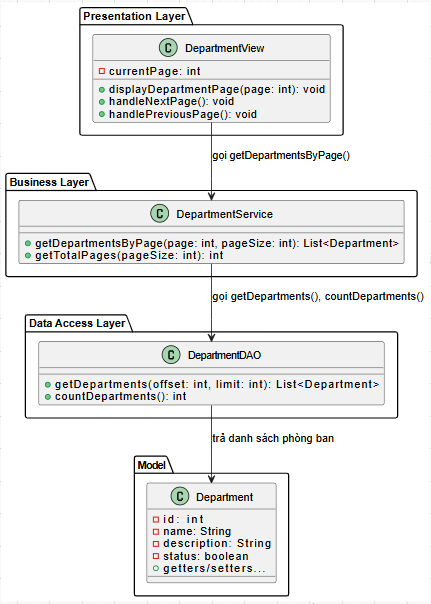 Presentation Layer
C DepartmentView
currentPage: int
displayDepartmentPage(page: int): void
handleNextPage(): void
handlePreviousPage(): void
gọi getDepartmentsByPage()
Business Layer
C DepartmentService
getDepartmentsByPage(page: int, pageSize: int): List<Department>
getTotalPages(pageSize: int): int
gọi getDepartments(), countDepartments()
Data Access Layer
C DepartmentDAO
getDepartments(offset: int, limit: int): List<Department>
countDepartments(): int
trả danh sách phòng ban
Model
C Department
id: int
name: String
description: String
status: boolean
getters/setters...